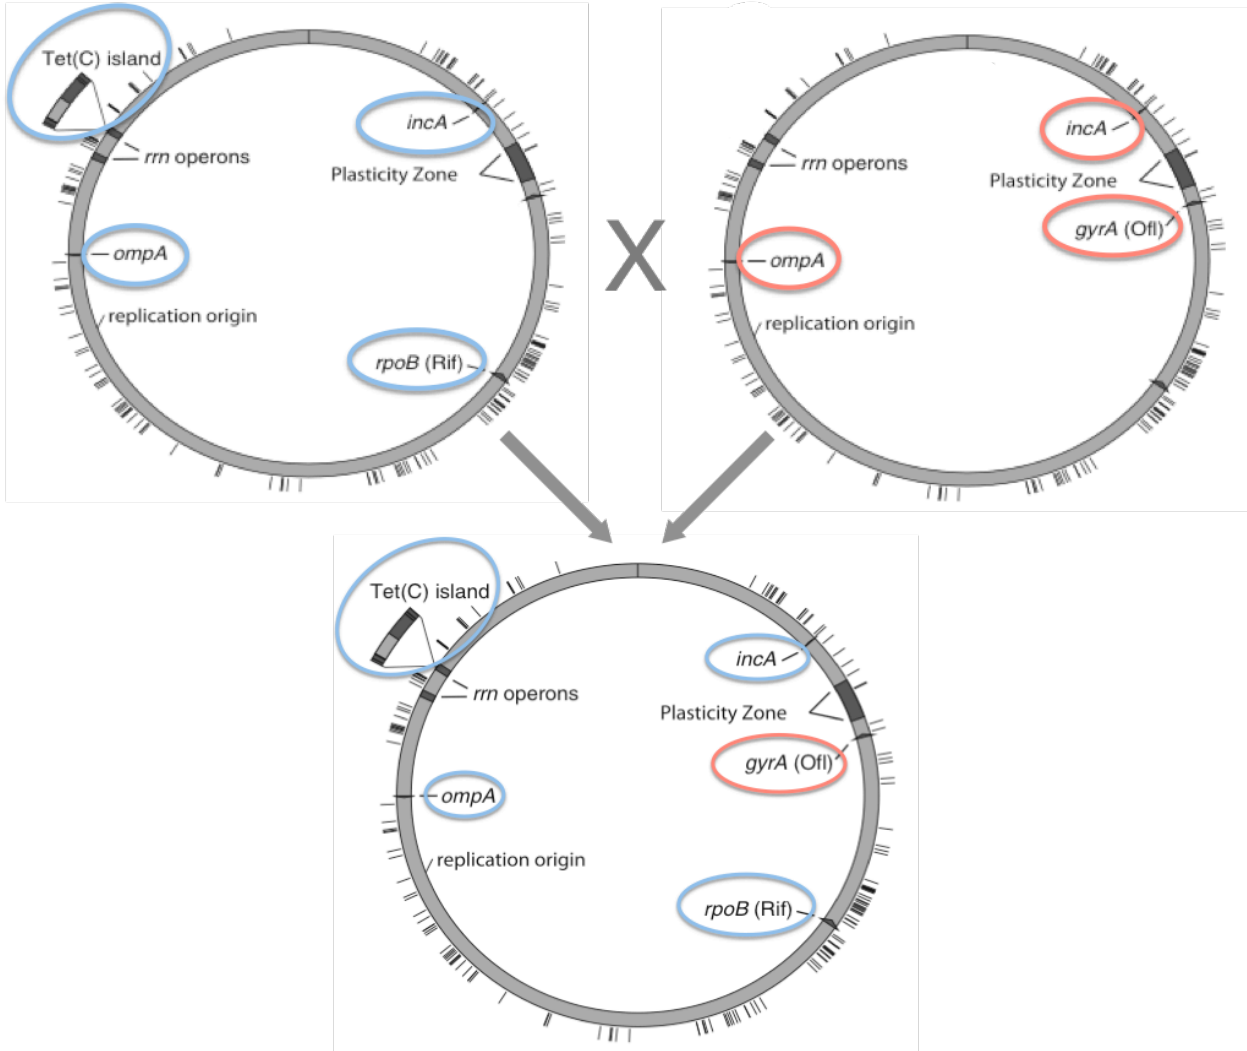 Tet(C) island
incA
rrn operons
Plasticity Zone
ompA
replication origin
rpoB (Rif)
X
incA
rrn operons
Plasticity Zone
gyrA (Ofl)
ompA
replication origin
Tet(C) island
incA
rrn operons
Plasticity Zone
gyrA (Ofl)
ompA
replication origin
rpoB (Rif)